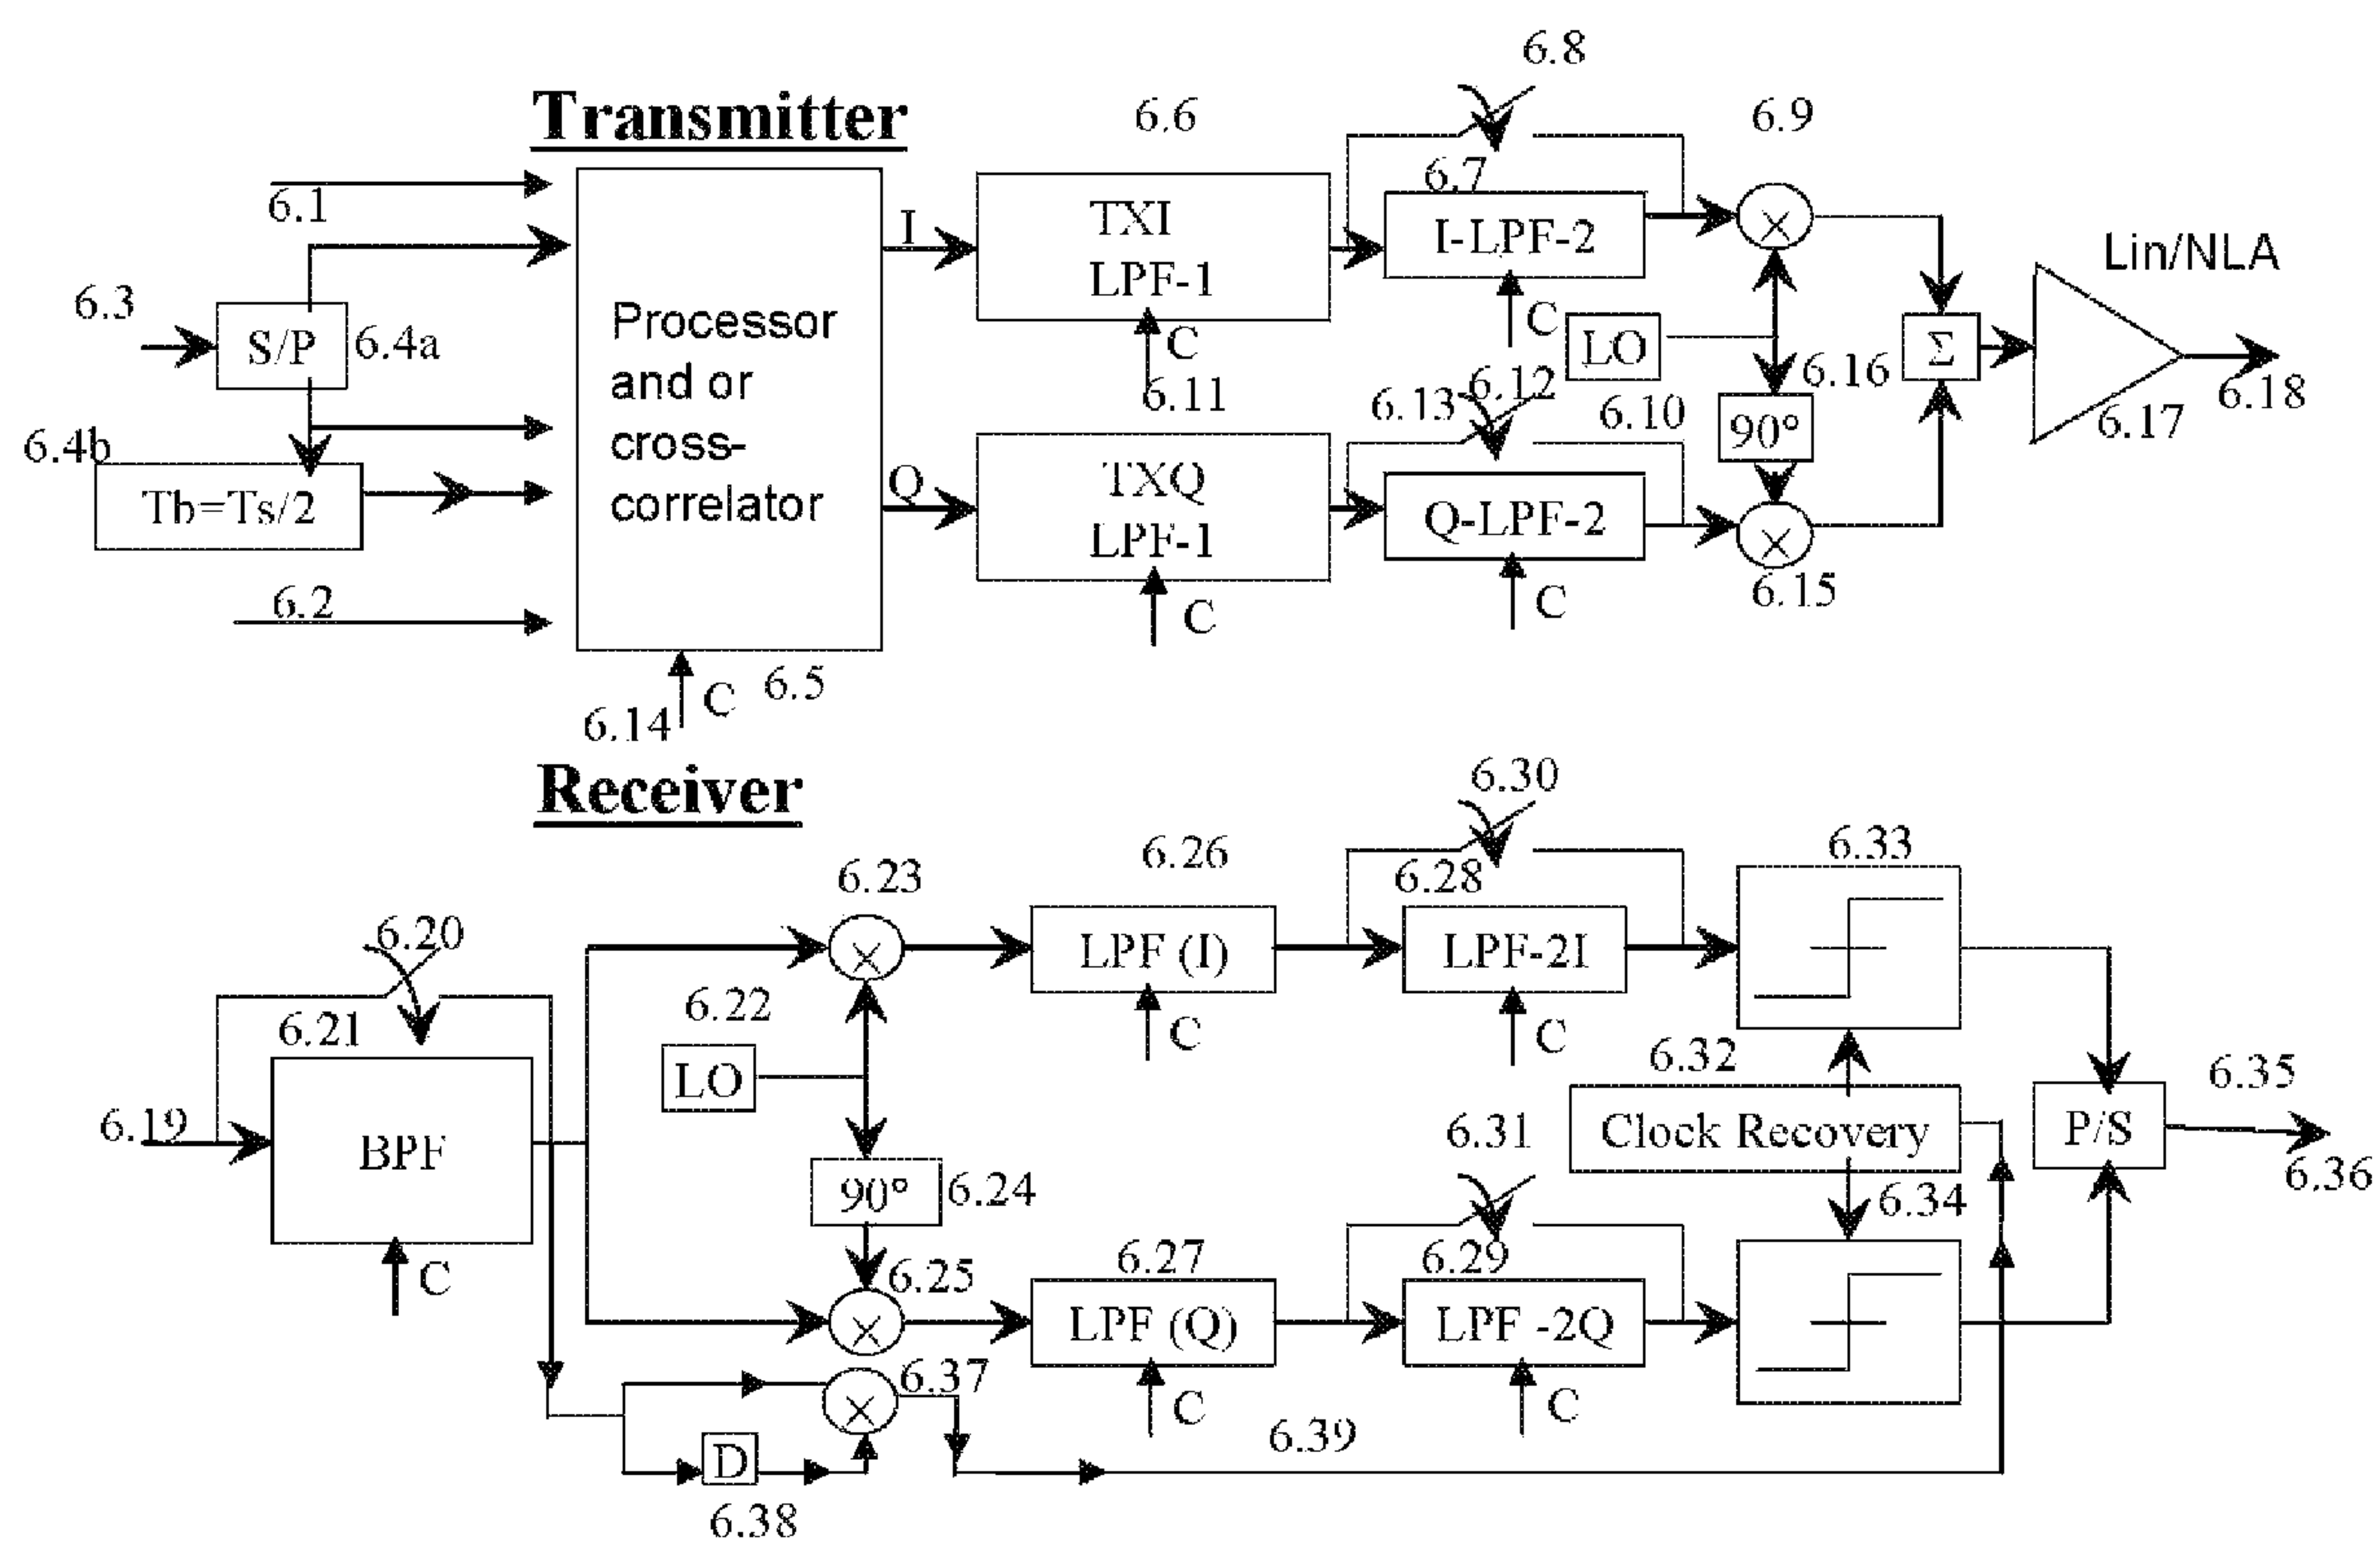 6.8
6.6
6.9
Transmitter
6.7
6.1
TXI
LPF-1
I
I-LPF-2
×
Lin/NLA
6.3
S/P
6.4a
Processor
and or
cross-
correlator
C
C
LO
Σ
6.16
6.11
6.12
6.13
6.10
6.17
6.18
90°
6.4b
Tb=Ts/2
Q
TXQ
LPF-1
Q-LPF-2
×
6.15
6.2
C
C
6.5
C
6.14
Receiver
6.30
6.33
6.26
6.23
6.28
6.20
×
LPF (I)
LPF-2I
6.22
6.21
C
C
6.32
LO
6.35
6.19
BPF
6.31
Clock Recovery
P/S
6.36
90°
6.24
6.34
C
6.27
6.29
6.25
×
LPF (Q)
LPF -2Q
6.37
×
C
C
6.39
D
6.38